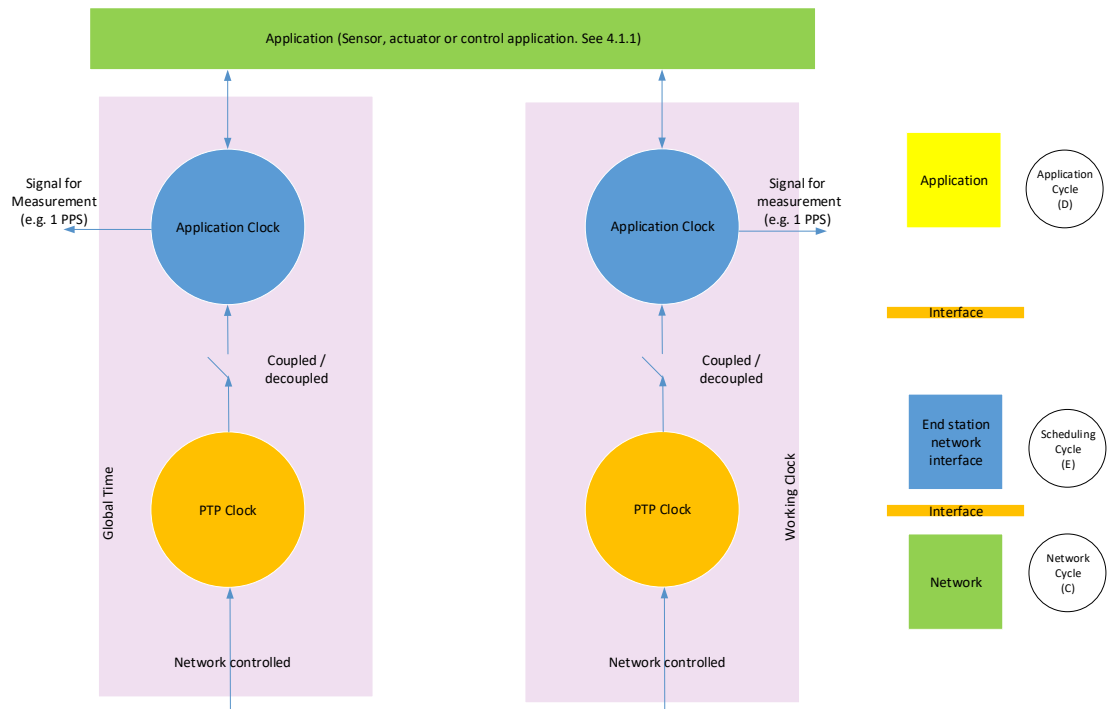 Application (Sensor, actuator or control application. See 4.1.1)
Signal for
Measurement
(e.g. 1 PPS)
Application Clock
Coupled /
decoupled
Global Time
PTP Clock
Network controlled
Application Clock
Signal for
measurement
(e.g. 1 PPS)
Coupled /
decoupled
PTP Clock
Working Clock
Network controlled
Application
Application
Cycle
(D)
Interface
End station
network
interface
Scheduling
Cycle
(E)
Interface
Network
Network
Cycle
(C)